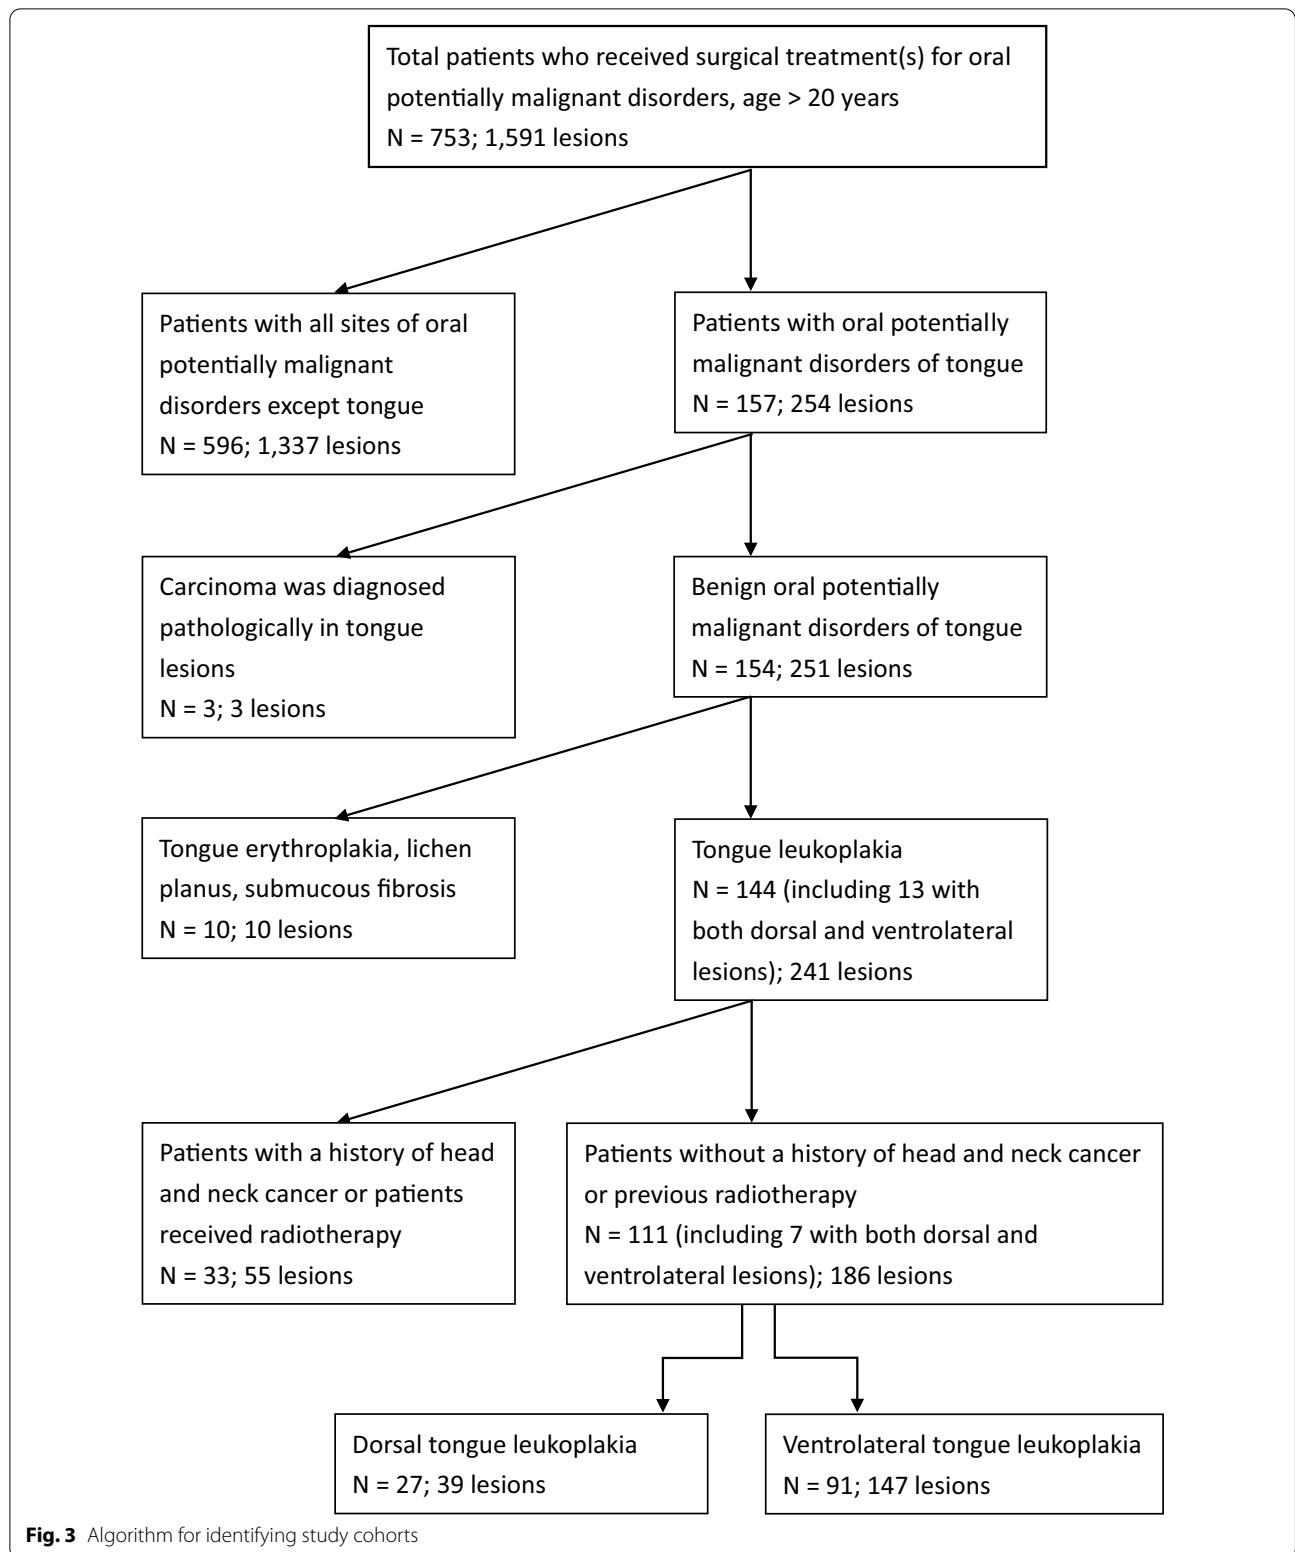 Total patients who received surgical treatment(s) for oral
potentially malignant disorders, age > 20 years
N = 753; 1,591 lesions
Patients with all sites of oral
potentially malignant
disorders except tongue
N = 596; 1,337 lesions
Patients with oral potentially
malignant disorders of tongue
N = 157; 254 lesions
Carcinoma was diagnosed
pathologically in tongue
lesions
N = 3; 3 lesions
Benign oral potentially
malignant disorders of tongue
N = 154; 251 lesions
Tongue erythroplakia, lichen
planus, submucous fibrosis
N = 10; 10 lesions
Tongue leukoplakia
N = 144 (including 13 with
both dorsal and ventrolateral
lesions); 241 lesions
Patients with a history of head
and neck cancer or patients
received radiotherapy
N = 33; 55 lesions
Patients without a history of head and neck cancer
or previous radiotherapy
N = 111 (including 7 with both dorsal and
ventrolateral lesions); 186 lesions
Dorsal tongue leukoplakia
N = 27; 39 lesions
Ventrolateral tongue leukoplakia
N = 91; 147 lesions
Fig. 3 Algorithm for identifying study cohorts